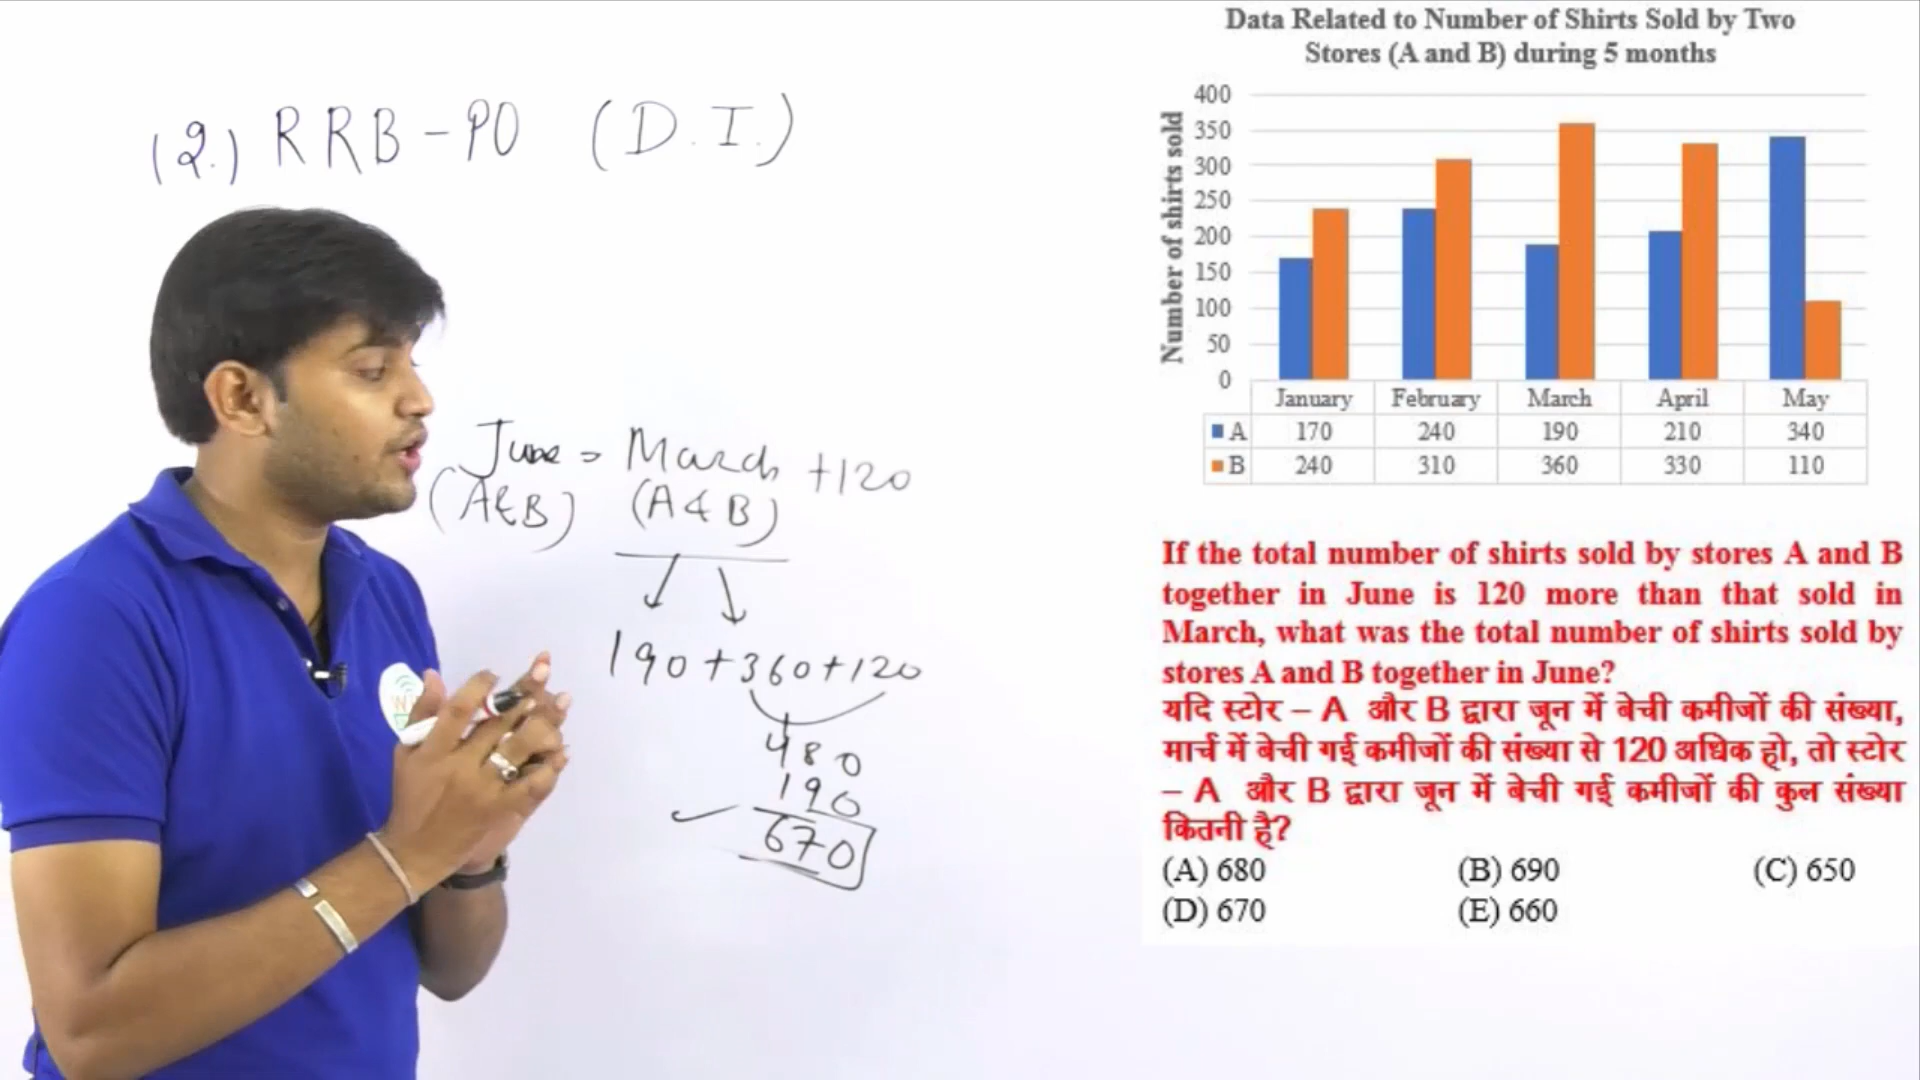 (2.) RRB-PO (D.I.)
June = March +120
(A&B) (A&B)
190+360+120
480
190
670
Data Related to Number of Shirts Sold by Two
Stores (A and B) during 5 months
Number of shirts sold
400
350
300
250
200
150
100
50
0
January February March April May
A 170 240 190 210 340
B 240 310 360 330 110
If the total number of shirts sold by stores A and B
together in June is 120 more than that sold in
March, what was the total number of shirts sold by
stores A and B together in June?
यदि स्टोर – A और B द्वारा जून में बेची कमीजों की संख्या,
मार्च में बेची गई कमीजों की संख्या से 120 अधिक हो, तो स्टोर
– A और B द्वारा जून में बेची गई कमीजों की कुल संख्या
कितनी है?
(A) 680 (B) 690 (C) 650
(D) 670 (E) 660